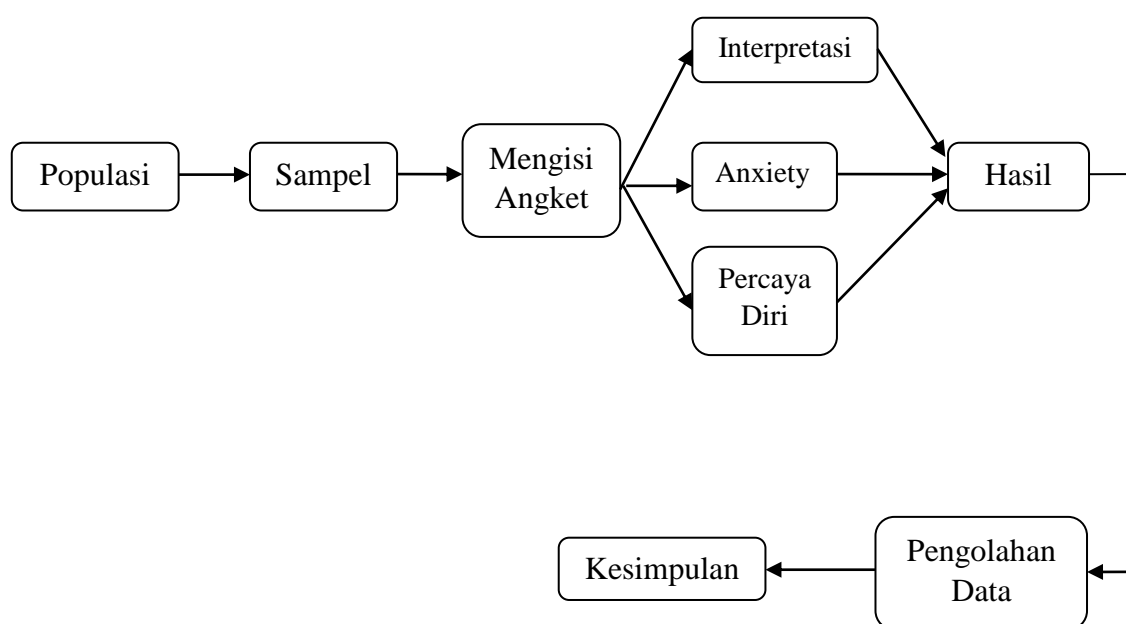 Populasi
Sampel
Mengisi
Angket
Interpretasi
Anxiety
Percaya
Diri
Hasil
Pengolahan
Data
Kesimpulan